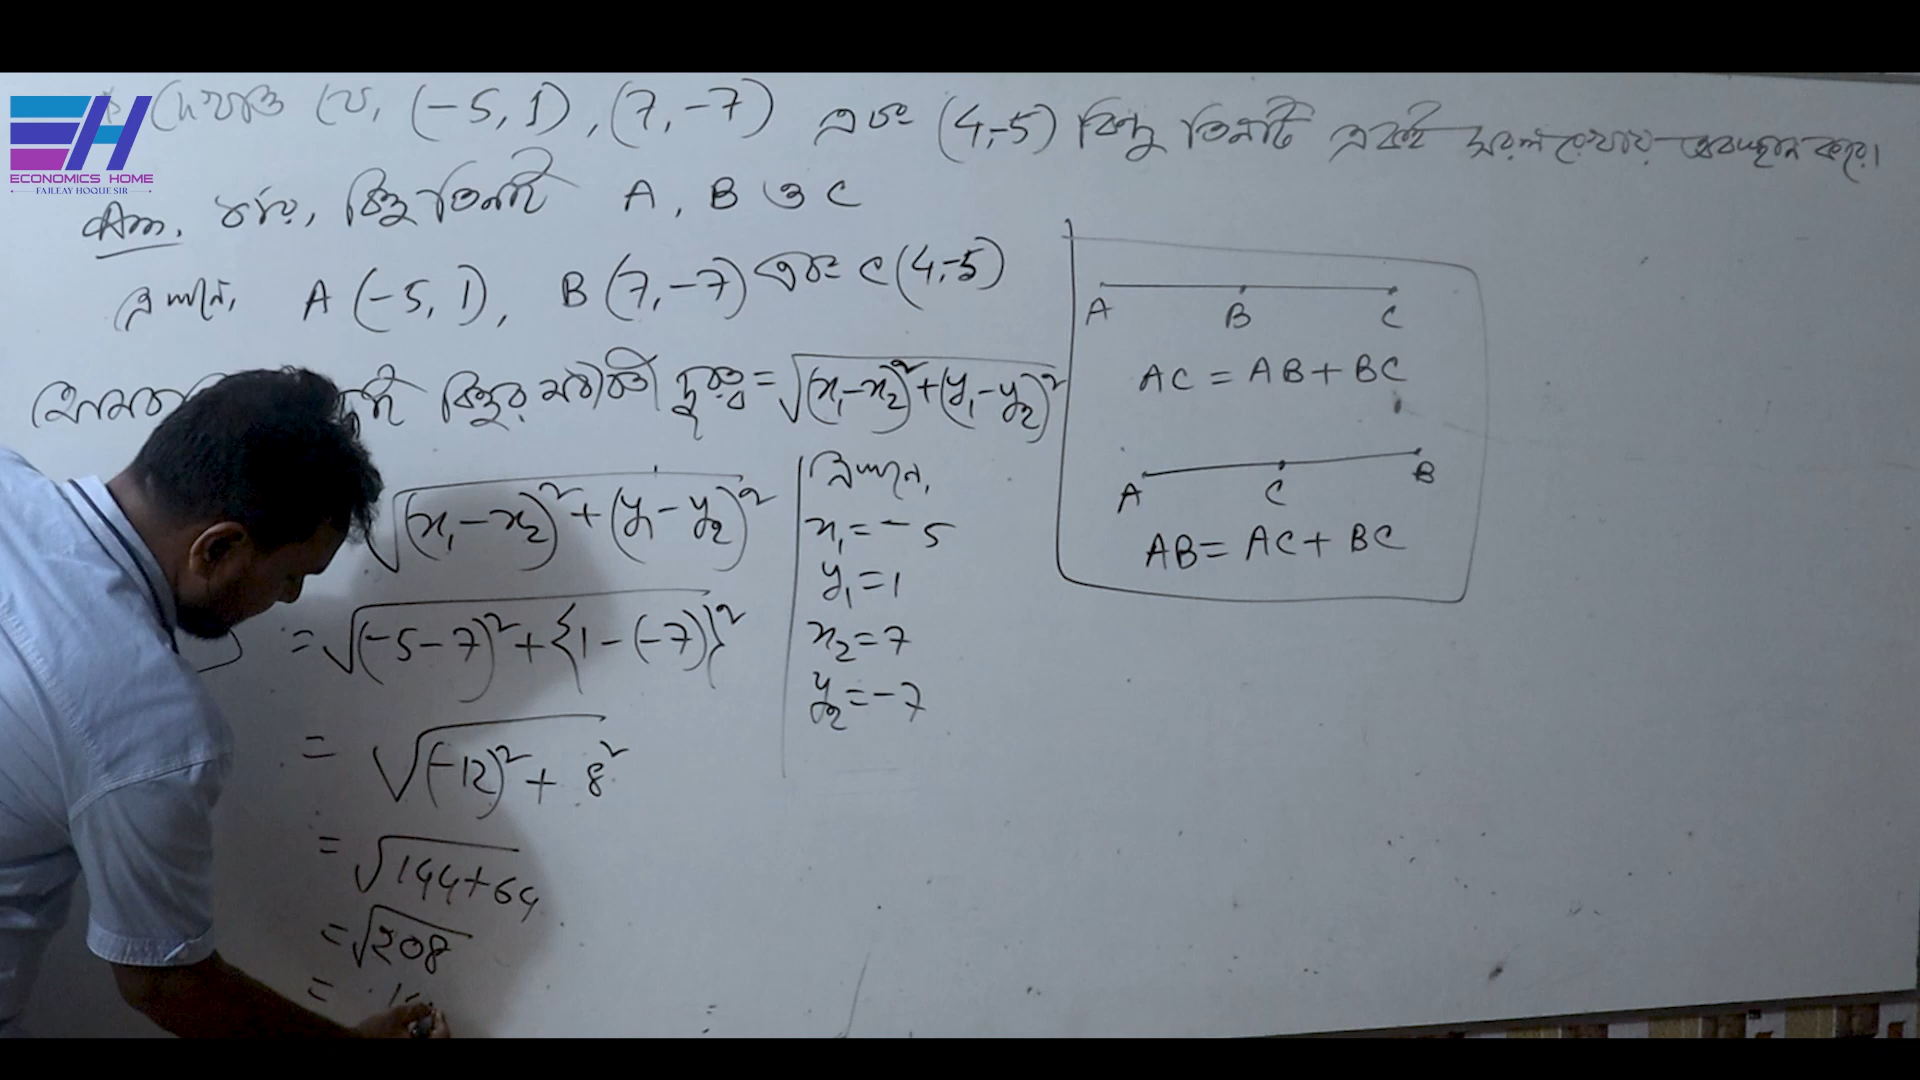 EH
ECONOMICS HOME
FAILEAY HOQUE SIR
দেখাও যে, (-5, 1), (7, -7) এবং (4,-5) বিন্দু তিনটি একই সরলরেখায় অবস্থান করে।
Ans. ধরি, বিন্দু তিনটি A, B ও C
এখানে, A (-5, 1), B (7, -7) এবং C (4,-5)
বিন্দুর মধ্যবর্তী দূরত্ব = √(x₁-x₂)²+(y₁-y₂)²
√(x₁-x₂)²+(y₁-y₂)²
= √(-5-7)²+{1-(-7)}²
= √(-12)²+ 8²
= √144+64
= √208
=
এখানে,
x₁=-5
y₁=1
x₂=7
y₂=-7
A B C
AC = AB + BC
A C B
AB = AC + BC